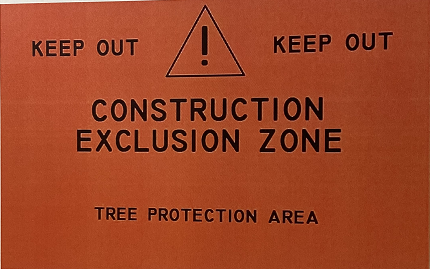 KEEP OUT ! KEEP OUT
CONSTRUCTION
EXCLUSION ZONE
TREE PROTECTION AREA